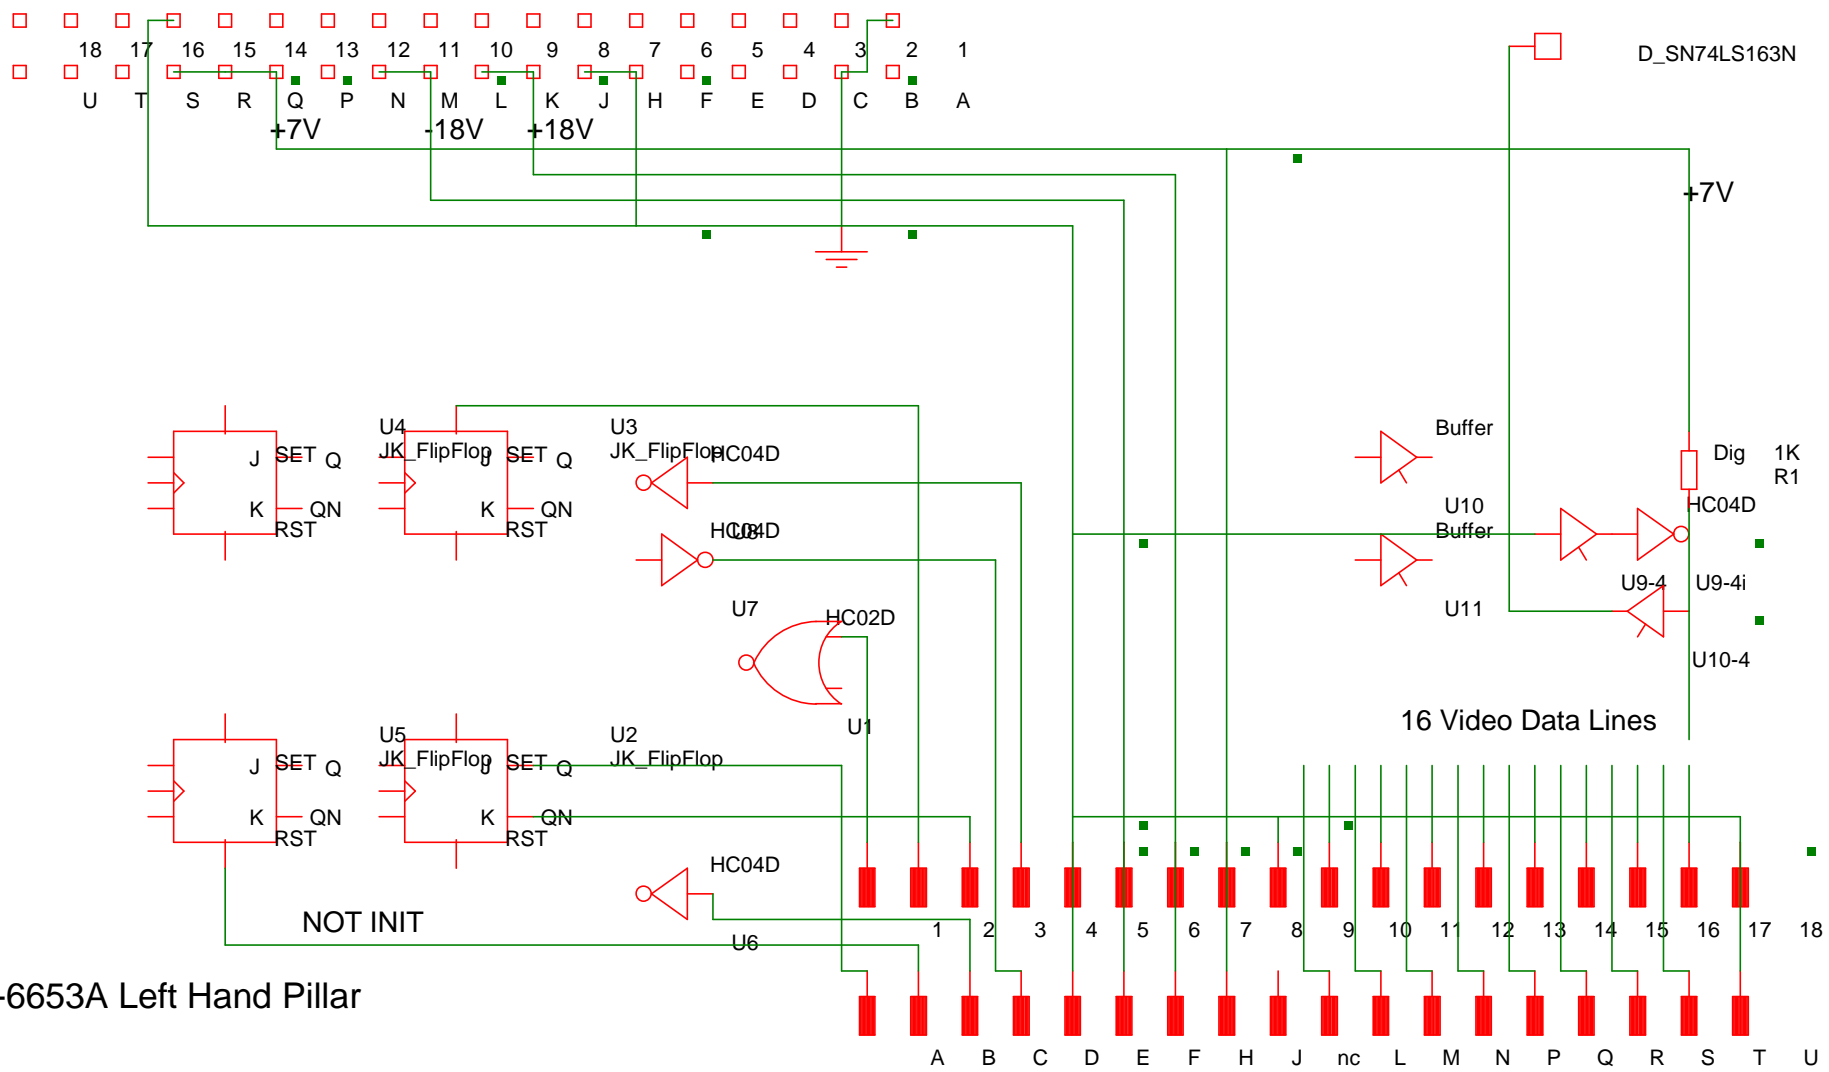 18 17 16 15 14 13 12 11 10 9 8 7 6 5 4 3 2 1
D_SN74LS163N
U T S R Q P N M L K J H F E D C B A
+7V -18V +18V
+7V
U4 U3 Buffer
JK_FlipFlop JK_FlipFlop HC04D Dig 1K
J SET Q J SET Q R1
K QN K QN U10 HC04D
RST RST HC04D U8 Buffer
U9-4 U9-4i
U7 U11
HC02D
U10-4
U1 16 Video Data Lines
U5 U2
JK_FlipFlop JK_FlipFlop
J SET Q J SET Q
K QN K QN
RST RST
HC04D
NOT INIT
U6
1 2 3 4 5 6 7 8 9 10 11 12 13 14 15 16 17 18
-6653A Left Hand Pillar
A B C D E F H J nc L M N P Q R S T U